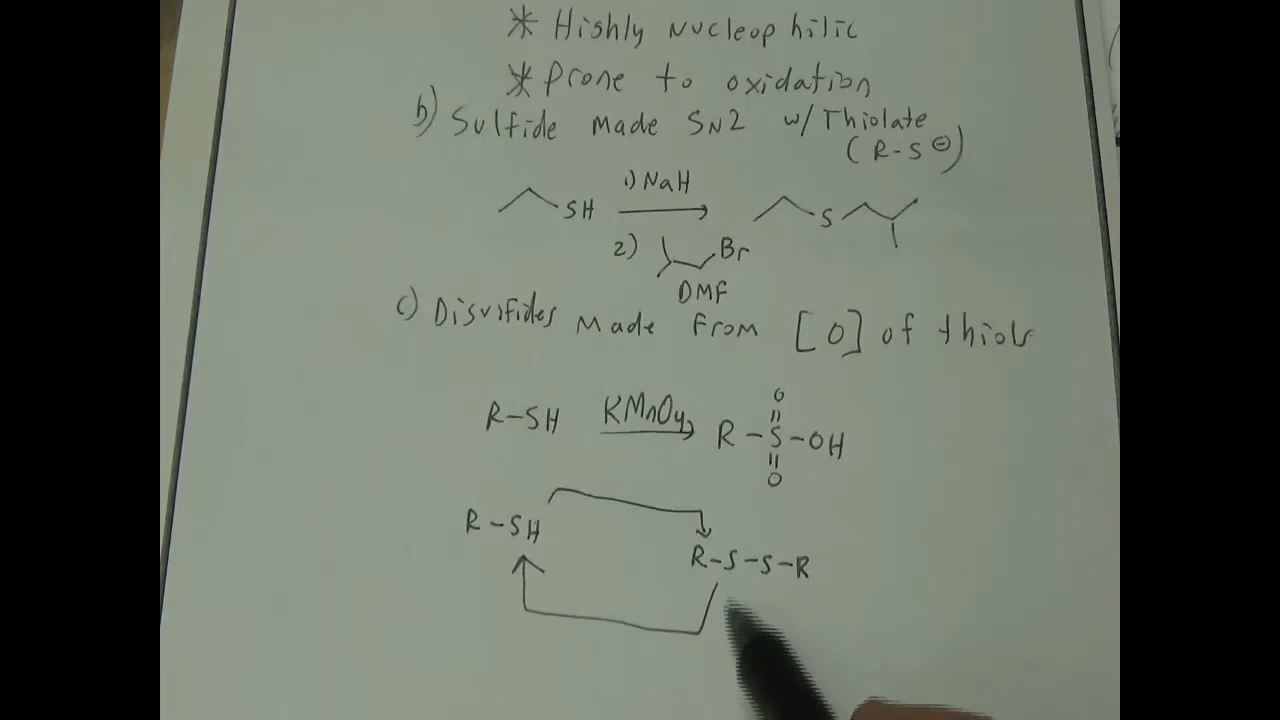 * Highly nucleophilic
* Prone to oxidation
b) Sulfide made SN2 w/ Thiolate
(R-S⊖)
1) NaH
SH
S
2) Br
DMF
c) Disulfides made from [O] of thiols
R-SH KMnO4 R-S-OH
O
O
R-SH
R-S-S-R